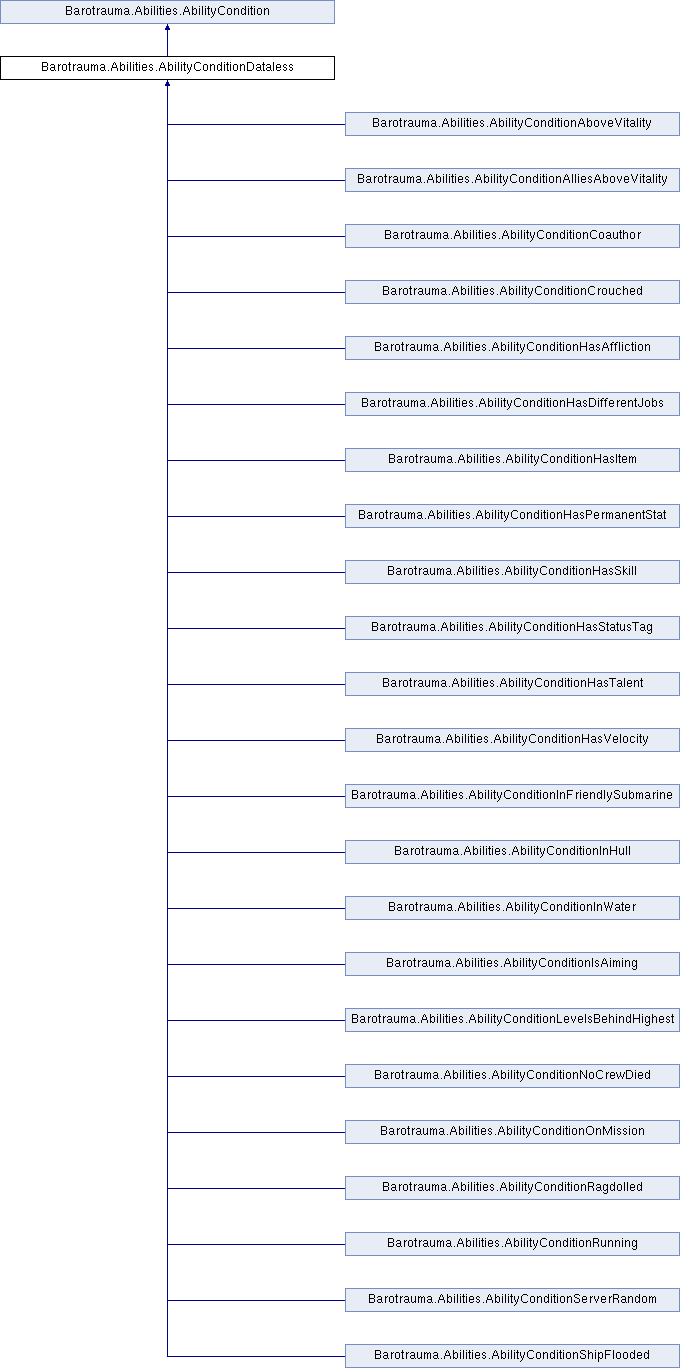 Barotrauma.Abilities.AbilityCondition
Barotrauma.Abilities.AbilityConditionDataless
Barotrauma.Abilities.AbilityConditionAboveVitality
Barotrauma.Abilities.AbilityConditionAlliesAboveVitality
Barotrauma.Abilities.AbilityConditionCoauthor
Barotrauma.Abilities.AbilityConditionCrouched
Barotrauma.Abilities.AbilityConditionHasAffliction
Barotrauma.Abilities.AbilityConditionHasDifferentJobs
Barotrauma.Abilities.AbilityConditionHasItem
Barotrauma.Abilities.AbilityConditionHasPermanentStat
Barotrauma.Abilities.AbilityConditionHasSkill
Barotrauma.Abilities.AbilityConditionHasStatusTag
Barotrauma.Abilities.AbilityConditionHasTalent
Barotrauma.Abilities.AbilityConditionHasVelocity
Barotrauma.Abilities.AbilityConditionInFriendlySubmarine
Barotrauma.Abilities.AbilityConditionInHull
Barotrauma.Abilities.AbilityConditionInWater
Barotrauma.Abilities.AbilityConditionIsAiming
Barotrauma.Abilities.AbilityConditionLevelsBehindHighest
Barotrauma.Abilities.AbilityConditionNoCrewDied
Barotrauma.Abilities.AbilityConditionOnMission
Barotrauma.Abilities.AbilityConditionRagdolled
Barotrauma.Abilities.AbilityConditionRunning
Barotrauma.Abilities.AbilityConditionServerRandom
Barotrauma.Abilities.AbilityConditionShipFlooded